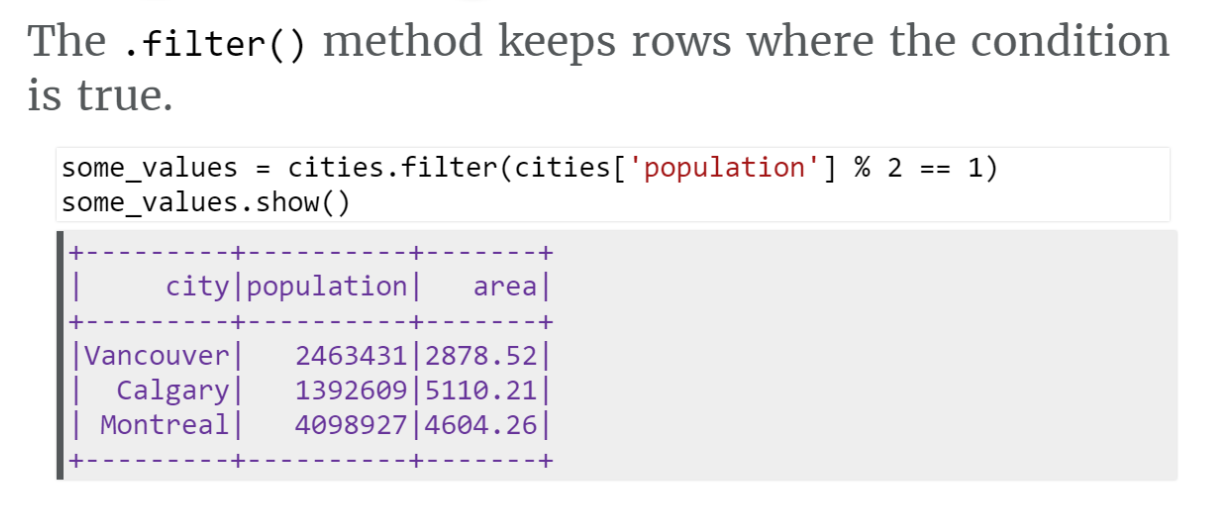 The .filter() method keeps rows where the condition
is true.
some_values = cities.filter(cities['population'] % 2 == 1)
some_values.show()
+---------+----------+-------+
|     city|population|   area|
+---------+----------+-------+
|Vancouver|   2463431|2878.52|
|  Calgary|   1392609|5110.21|
| Montreal|   4098927|4604.26|
+---------+----------+-------+